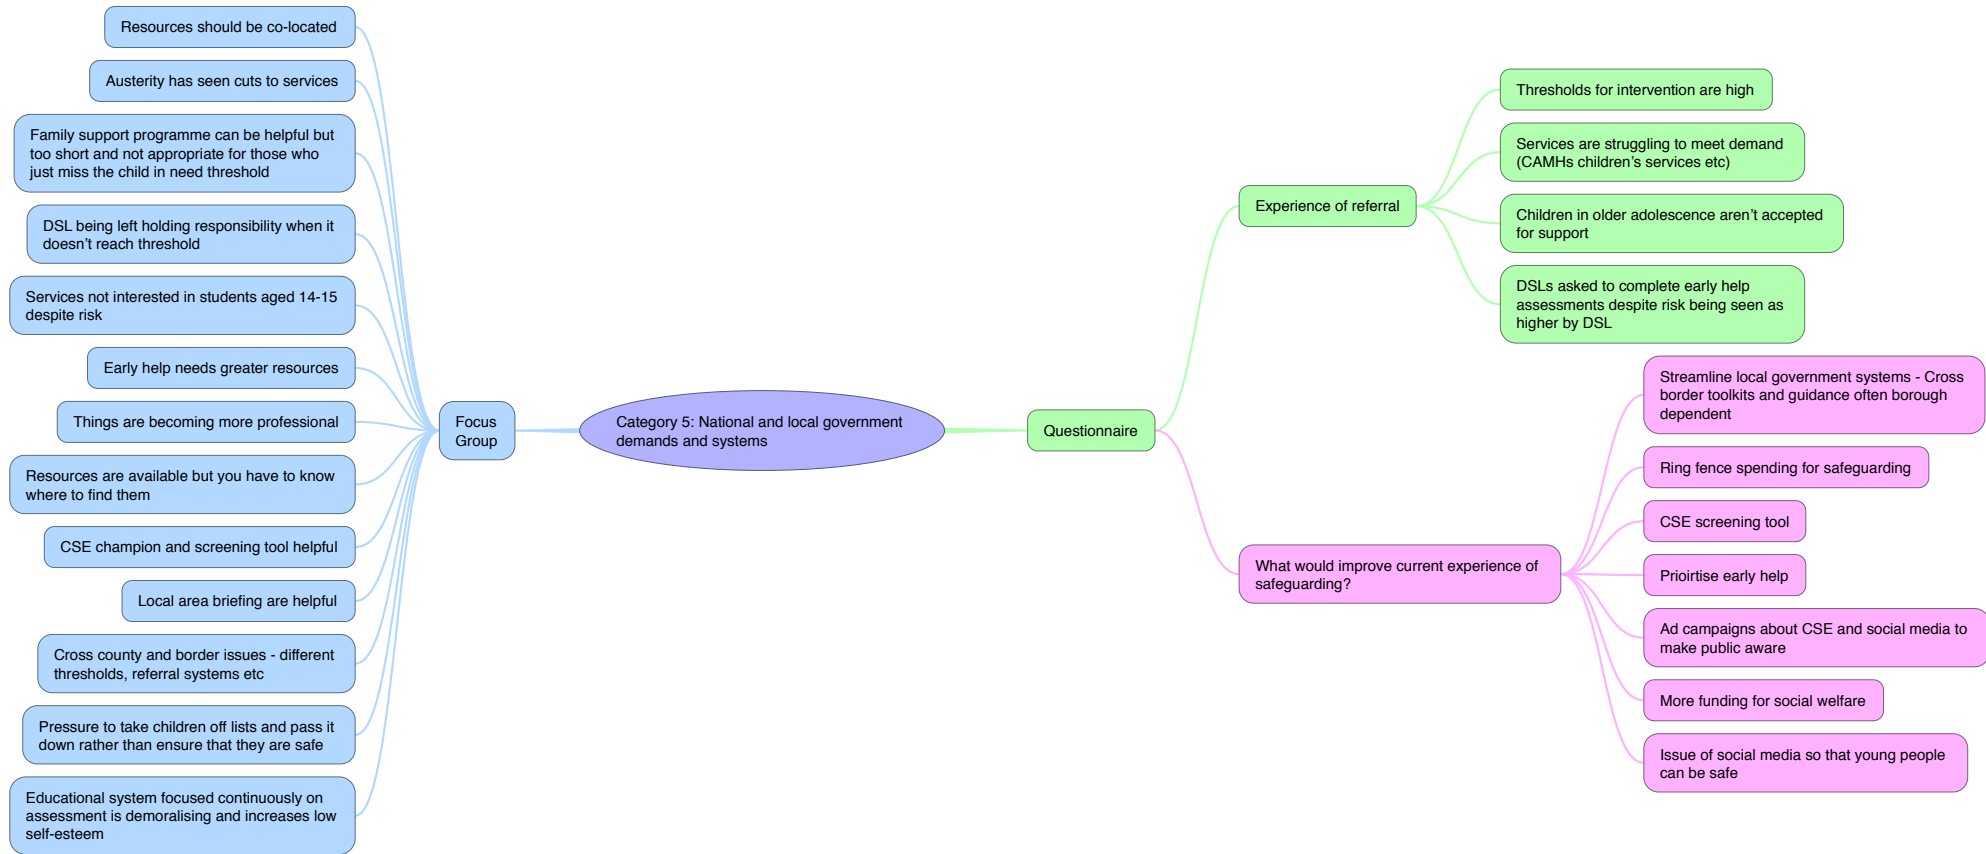 Resources should be co-located
Austerity has seen cuts to services
Family support programme can be helpful but
too short and not appropriate for those who
just miss the child in need threshold
DSL being left holding responsibility when it
doesn’t reach threshold
Services not interested in students aged 14-15
despite risk
Early help needs greater resources
Things are becoming more professional
Resources are available but you have to know
where to find them
CSE champion and screening tool helpful
Local area briefing are helpful
Cross county and border issues - different
thresholds, referral systems etc
Pressure to take children off lists and pass it
down rather than ensure that they are safe
Educational system focused continuously on
assessment is demoralising and increases low
self-esteem
Focus
Group
Category 5: National and local government
demands and systems
Questionnaire
Experience of referral
Thresholds for intervention are high
Services are struggling to meet demand
(CAMHs children’s services etc)
Children in older adolescence aren’t accepted
for support
DSLs asked to complete early help
assessments despite risk being seen as
higher by DSL
What would improve current experience of
safeguarding?
Streamline local government systems - Cross
border toolkits and guidance often borough
dependent
Ring fence spending for safeguarding
CSE screening tool
Prioirtise early help
Ad campaigns about CSE and social media to
make public aware
More funding for social welfare
Issue of social media so that young people
can be safe